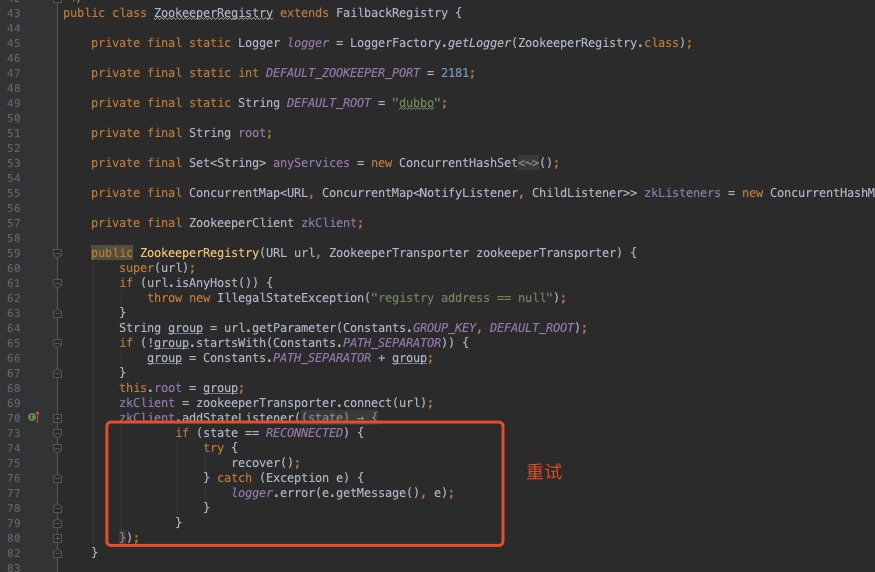 43 public class ZookeeperRegistry extends FailbackRegistry {
44
45 private final static Logger logger = LoggerFactory.getLogger(ZookeeperRegistry.class);
46
47 private final static int DEFAULT_ZOOKEEPER_PORT = 2181;
48
49 private final static String DEFAULT_ROOT = "dubbo";
50
51 private final String root;
52
53 private final Set<String> anyServices = new ConcurrentHashSet<~>();
54
55 private final ConcurrentMap<URL, ConcurrentMap<NotifyListener, ChildListener>> zkListeners = new ConcurrentHashM
56
57 private final ZookeeperClient zkClient;
58
59 public ZookeeperRegistry(URL url, ZookeeperTransporter zookeeperTransporter) {
60 super(url);
61 if (url.isAnyHost()) {
62 throw new IllegalStateException("registry address == null");
63 }
64 String group = url.getParameter(Constants.GROUP_KEY, DEFAULT_ROOT);
65 if (!group.startsWith(Constants.PATH_SEPARATOR)) {
66 group = Constants.PATH_SEPARATOR + group;
67 }
68 this.root = group;
69 zkClient = zookeeperTransporter.connect(url);
70 zkClient.addStateListener((state) → {
73 if (state == RECONNECTED) {
74 try {
75 recover();
76 } catch (Exception e) {
77 logger.error(e.getMessage(), e);
78 }
79 }
80 });
82 }
83
重试